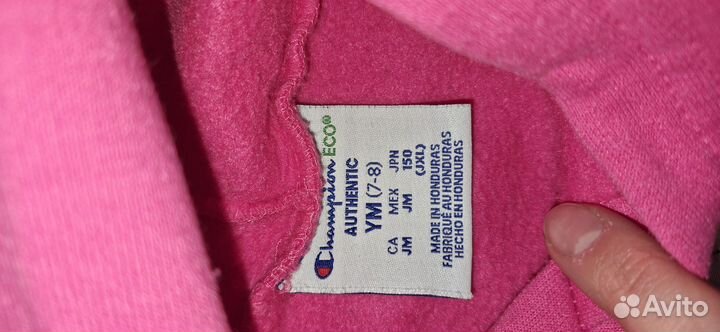 Champion ECO®
AUTHENTIC
YM (7-8)
CA MEX JPN
JM JM 150
(JXL)
MADE IN HONDURAS
FABRIQUÉ AU HONDURAS
HECHO EN HONDURAS
Avito